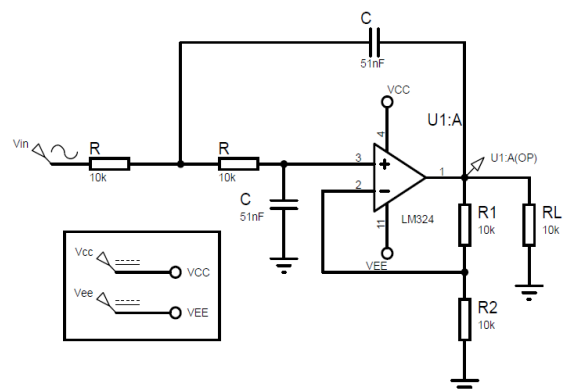 C
51nF
VCC
U1:A
Vin
R
10k
R
10k
4
3
2
1
U1:A(OP)
C
51nF
11
LM324
VEE
R1
10k
RL
10k
Vcc
VCC
Vee
VEE
R2
10k